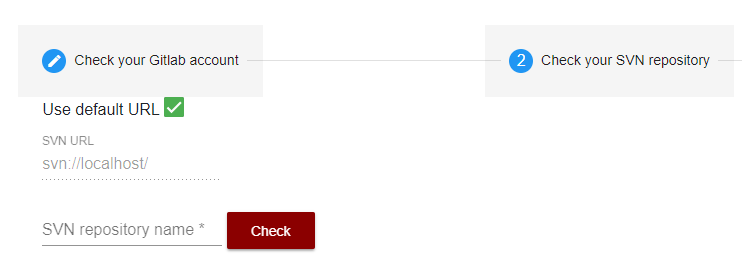 Check your Gitlab account
2 Check your SVN repository
Use default URL
SVN URL
svn://localhost/
SVN repository name * Check